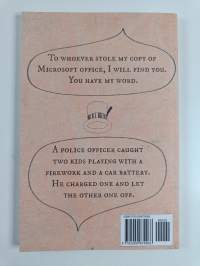 TO WHOEVER STOLE MY COPY OF
MICROSOFT OFFICE, I WILL FIND YOU.
YOU HAVE MY WORD.
A POLICE OFFICER CAUGHT
TWO KIDS PLAYING WITH A
FIREWORK AND A CAR BATTERY.
HE CHARGED ONE AND LET
THE OTHER ONE OFF.